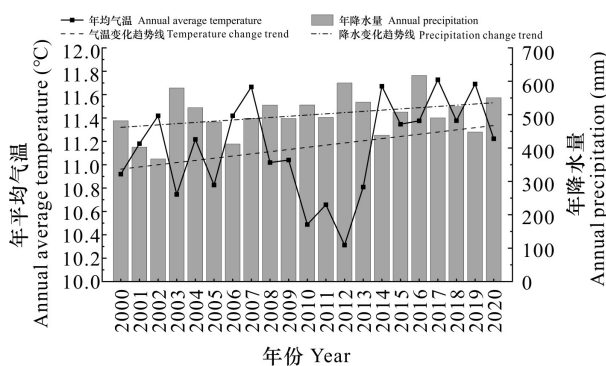 年均气温 Annual average temperature
年降水量 Annual precipitation
气温变化趋势线 Temperature change trend
降水变化趋势线 Precipitation change trend
年平均气温
Annual average temperature (℃)
12.0
11.8
11.6
11.4
11.2
11.0
10.8
10.6
10.4
10.2
10.0
700
600
500
400
300
200
100
0
年降水量
Annual precipitation (mm)
2000 2001 2002 2003 2004 2005 2006 2007 2008 2009 2010 2011 2012 2013 2014 2015 2016 2017 2018 2019 2020
年份 Year